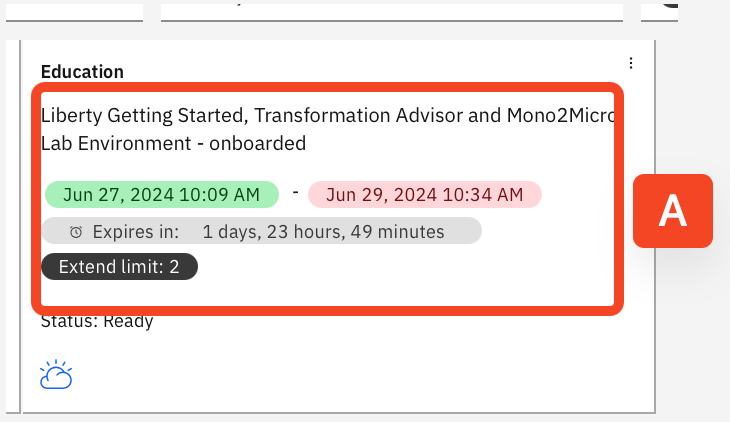 Education
Liberty Getting Started, Transformation Advisor and Mono2Micro
Lab Environment - onboarded
Jun 27, 2024 10:09 AM - Jun 29, 2024 10:34 AM
Expires in: 1 days, 23 hours, 49 minutes
Extend limit: 2
Status: Ready
A